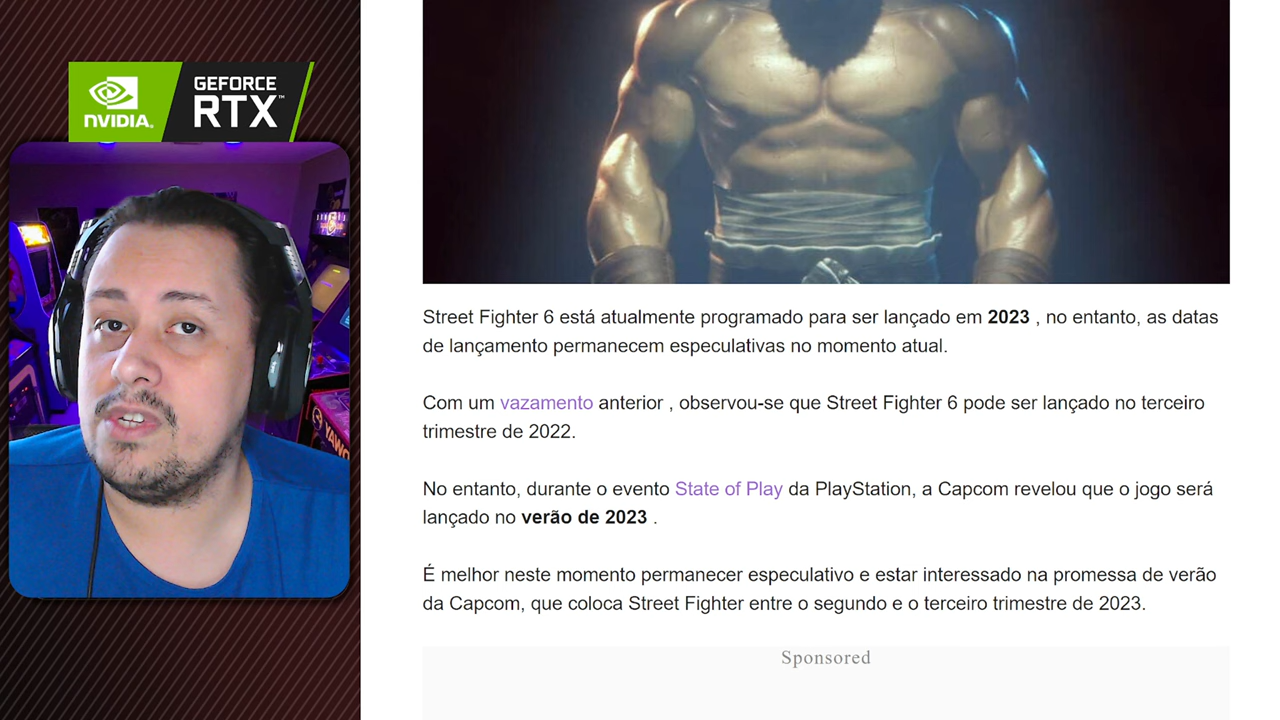 NVIDIA.
GEFORCE
RTX™
YAWO
Street Fighter 6 está atualmente programado para ser lançado em 2023 , no entanto, as datas
de lançamento permanecem especulativas no momento atual.
Com um vazamento anterior , observou-se que Street Fighter 6 pode ser lançado no terceiro
trimestre de 2022.
No entanto, durante o evento State of Play da PlayStation, a Capcom revelou que o jogo será
lançado no verão de 2023 .
É melhor neste momento permanecer especulativo e estar interessado na promessa de verão
da Capcom, que coloca Street Fighter entre o segundo e o terceiro trimestre de 2023.
Sponsored